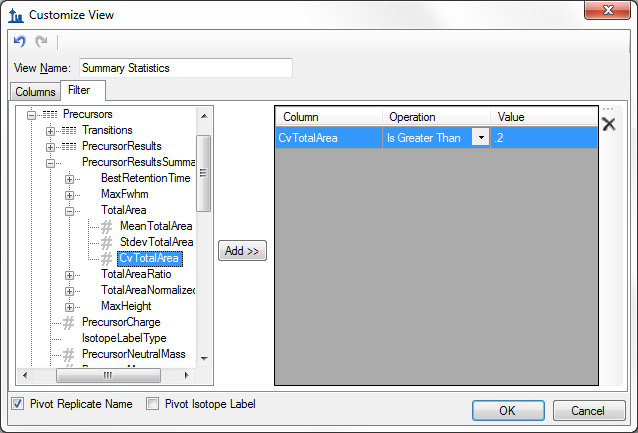 Customize View
View Name: Summary Statistics
Columns Filter
Precursors
Transitions
PrecursorResults
PrecursorResultsSumma
BestRetentionTime
MaxFwhm
TotalArea
MeanTotalArea
StdevTotalArea
CvTotalArea
TotalAreaRatio
TotalAreaNormalized
MaxHeight
PrecursorCharge
IsotopeLabelType
PrecursorNeutralMass
Add >>
Column Operation Value
CvTotalArea Is Greater Than .2
Pivot Replicate Name Pivot Isotope Label
OK Cancel